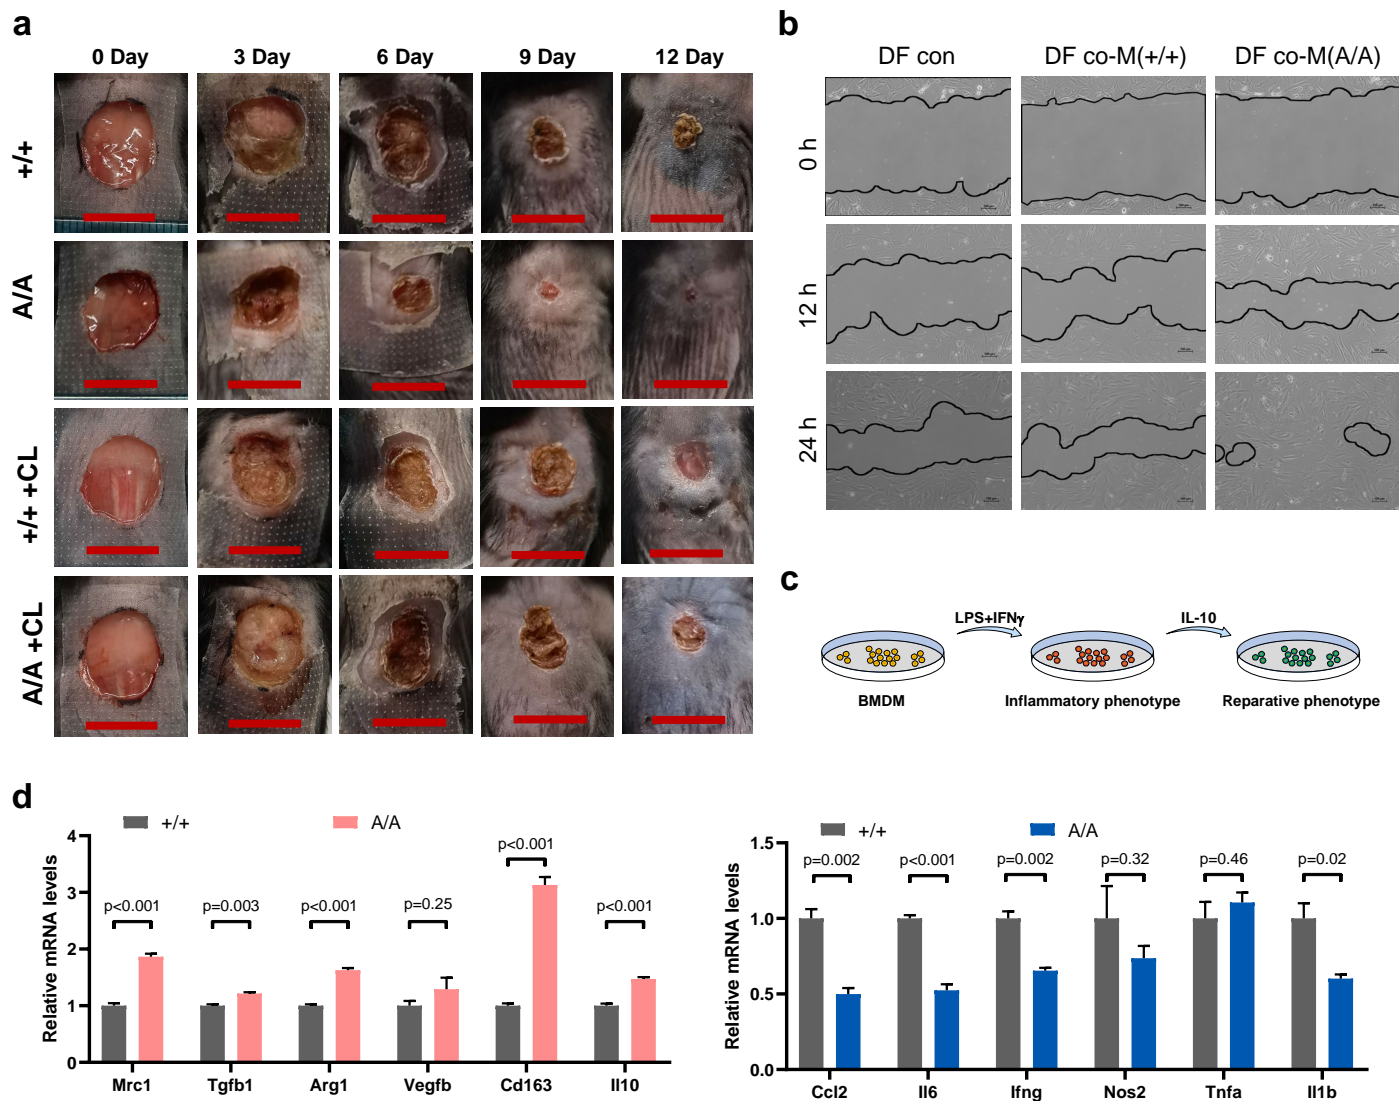 a
0 Day 3 Day 6 Day 9 Day 12 Day
+/+
A/A
+/+ +CL
A/A +CL
b
DF con DF co-M(+/+) DF co-M(A/A)
0 h
12 h
24 h
c
LPS+IFNγ IL-10
BMDM Inflammatory phenotype Reparative phenotype
d
+/+ A/A
Relative mRNA levels
4
3
2
1
0
p<0.001 p=0.003 p<0.001 p=0.25 p<0.001 p<0.001
Mrc1 Tgfb1 Arg1 Vegfb Cd163 Il10
+/+ A/A
Relative mRNA levels
1.5
1.0
0.5
0.0
p=0.002 p<0.001 p=0.002 p=0.32 p=0.46 p=0.02
Ccl2 Il6 Ifng Nos2 Tnfa Il1b